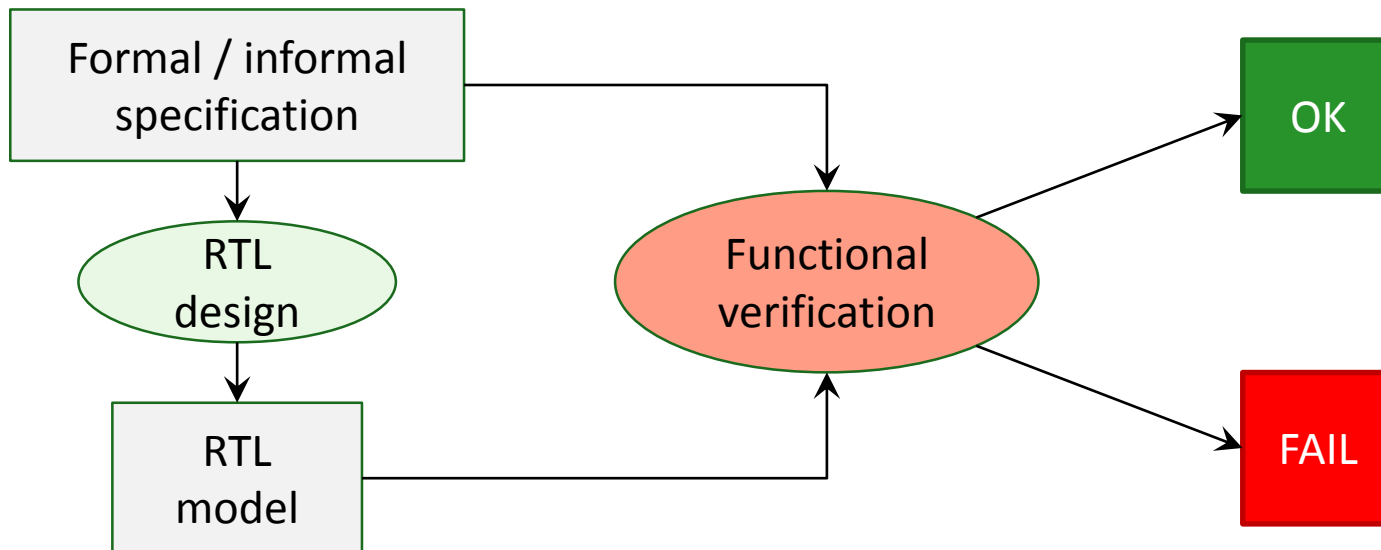 Formal / informal
specification
OK
RTL
design
Functional
verification
RTL
model
FAIL